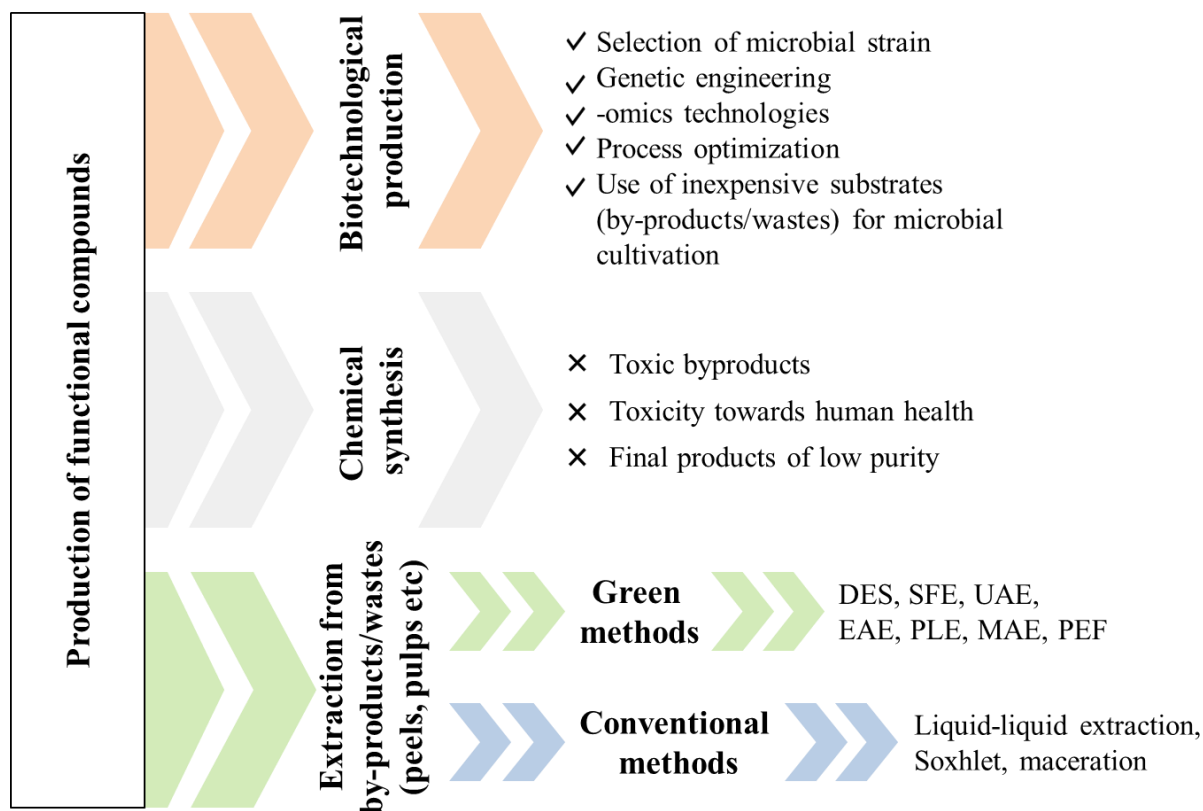 Production of functional compounds
Biotechnological
production
✓ Selection of microbial strain
✓ Genetic engineering
✓ -omics technologies
✓ Process optimization
✓ Use of inexpensive substrates
(by-products/wastes) for microbial
cultivation
Chemical
synthesis
× Toxic byproducts
× Toxicity towards human health
× Final products of low purity
Extraction from
by-products/wastes
(peels, pulps etc)
Green
methods
DES, SFE, UAE,
EAE, PLE, MAE, PEF
Conventional
methods
Liquid-liquid extraction,
Soxhlet, maceration